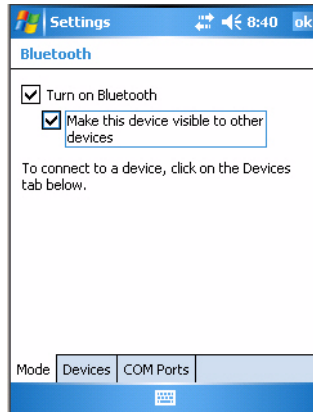 Settings 8:40 ok
Bluetooth
Turn on Bluetooth
Make this device visible to other
devices
To connect to a device, click on the Devices
tab below.
Mode Devices COM Ports